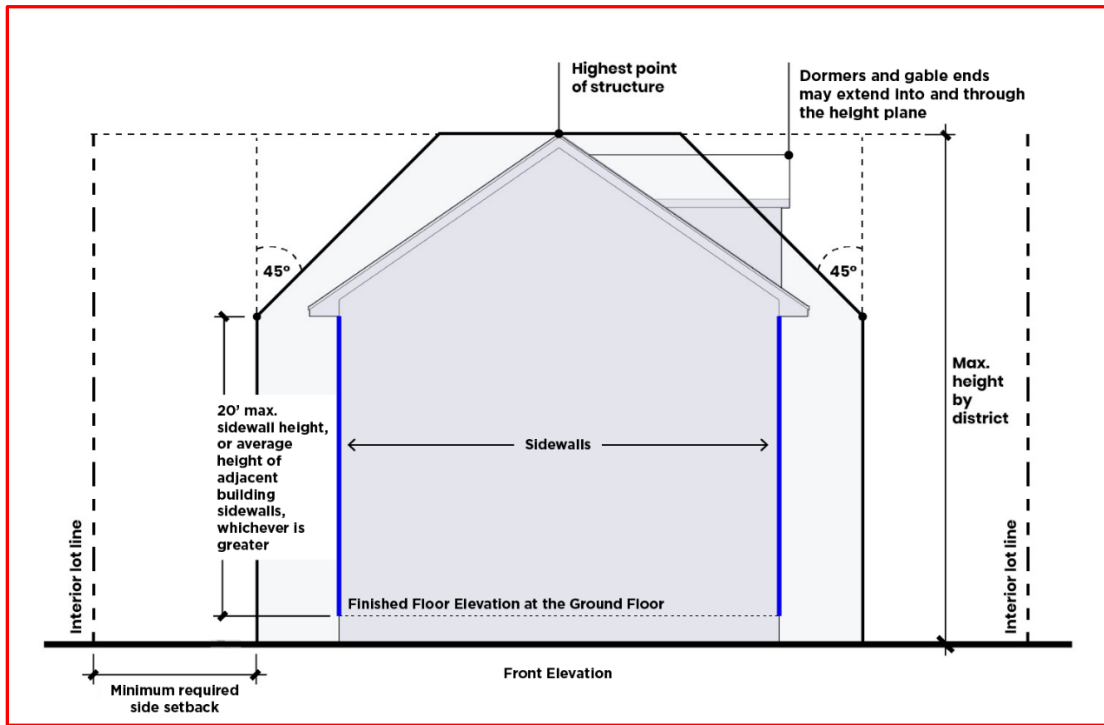 Highest point
of structure
Dormers and gable ends
may extend into and through
the height plane
45º
45º
20' max.
sidewall height,
or average
height of
adjacent
building
sidewalls,
whichever is
greater
Sidewalls
Max.
height
by
district
Interior lot line
Interior lot line
Finished Floor Elevation at the Ground Floor
Front Elevation
Minimum required
side setback